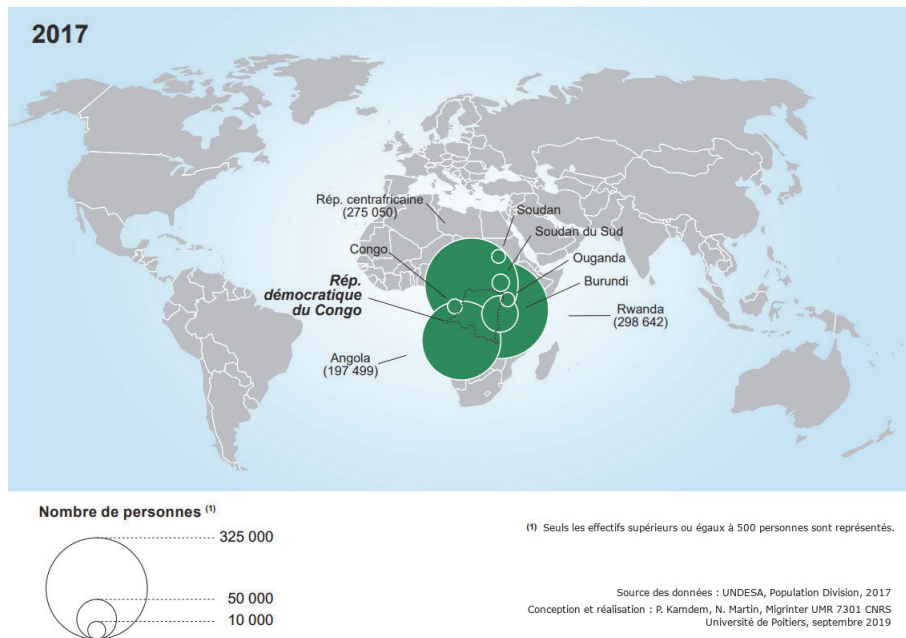 2017
Rép. centrafricaine
(275 050)
Soudan
Soudan du Sud
Congo
Ouganda
Rép.
démocratique
du Congo
Burundi
Rwanda
(298 642)
Angola
(197 499)
Nombre de personnes (1)
325 000
50 000
10 000
(1) Seuls les effectifs supérieurs ou égaux à 500 personnes sont représentés.
Source des données : UNDESA, Population Division, 2017
Conception et réalisation : P. Kamdem, N. Martin, Migrinter UMR 7301 CNRS
Université de Poitiers, septembre 2019